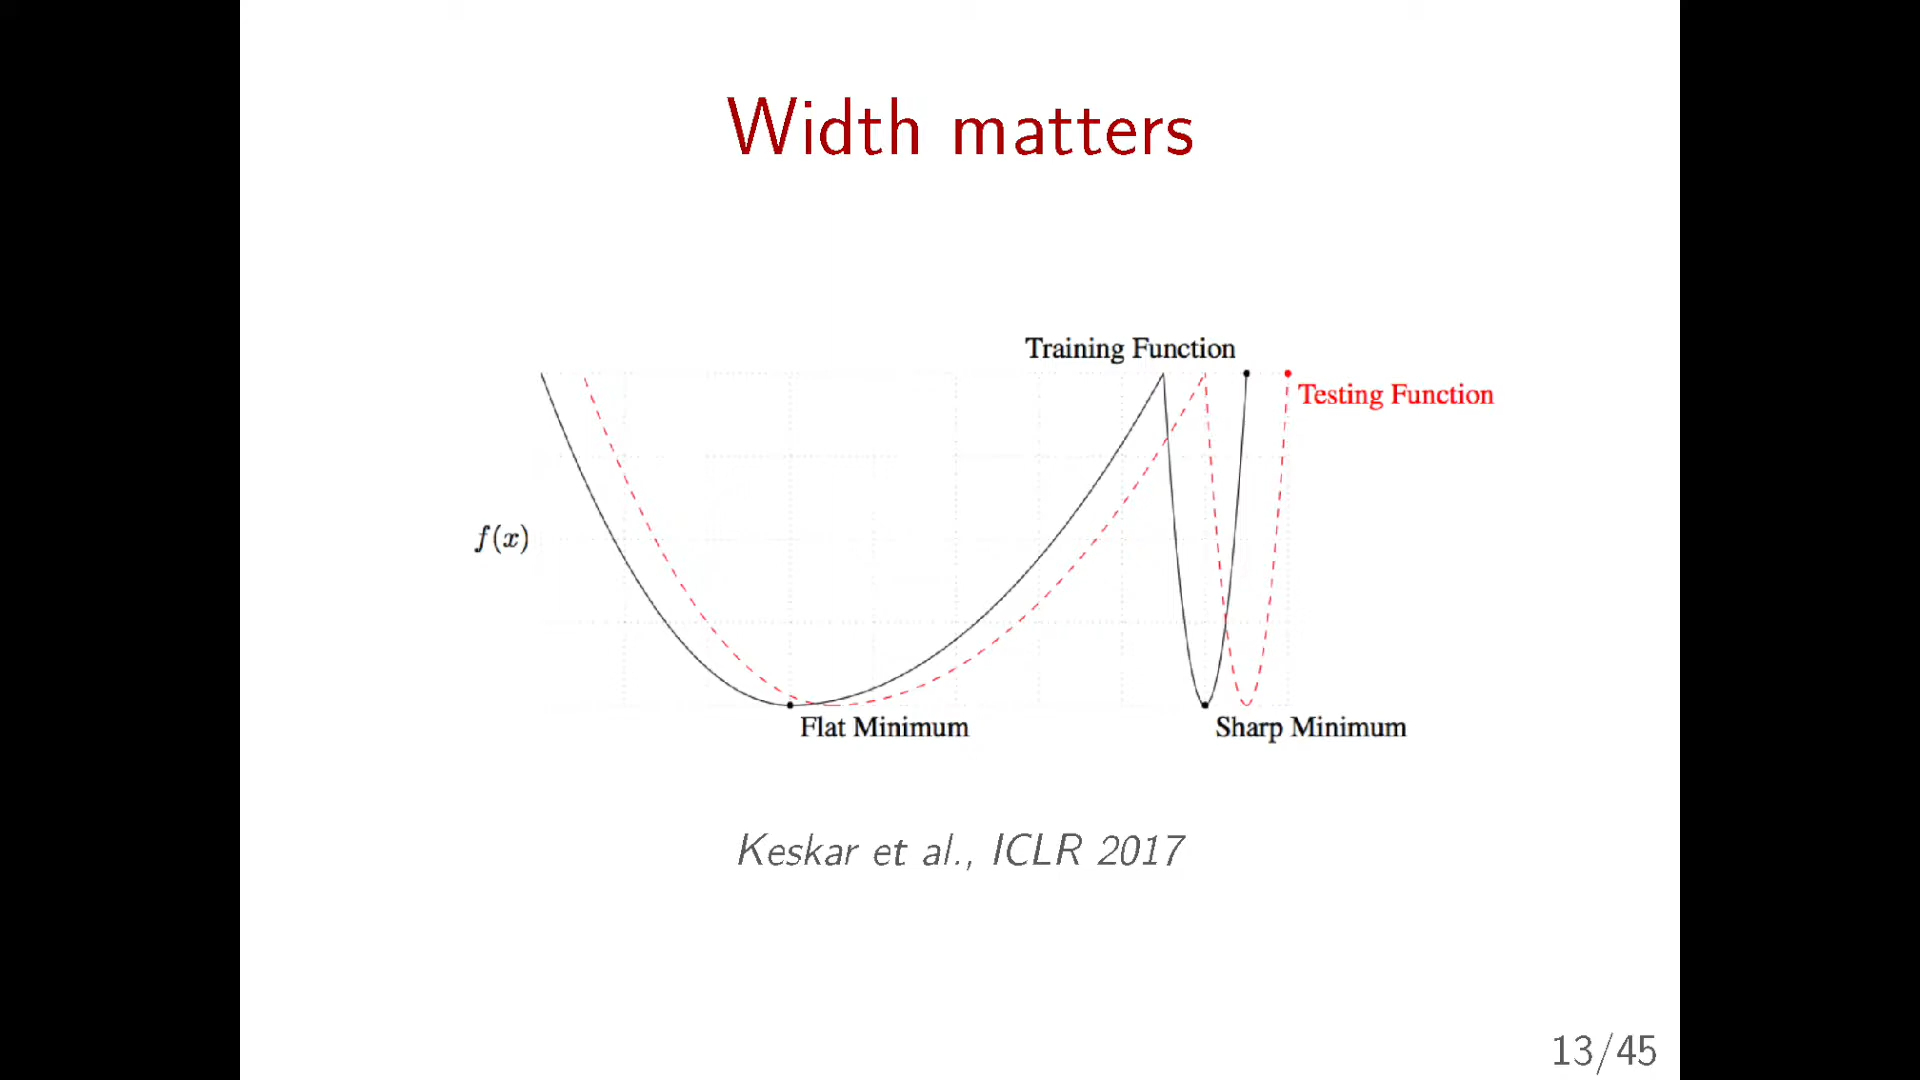 Width matters
Training Function
Testing Function
f(x)
Flat Minimum
Sharp Minimum
Keskar et al., ICLR 2017
13/45